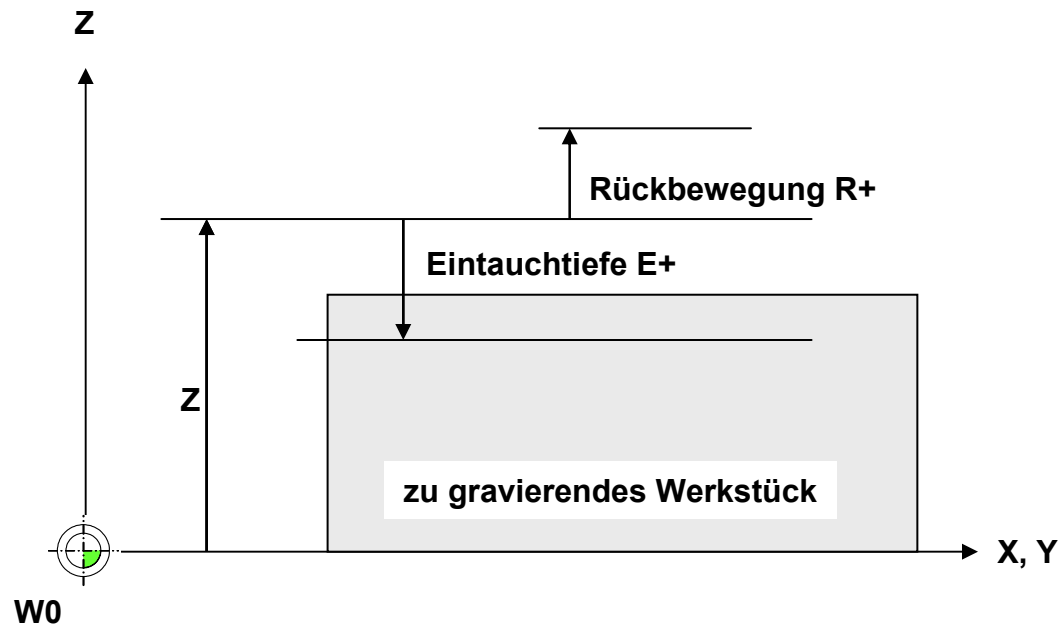 Z
Rückbewegung R+
Eintauchtiefe E+
Z
zu gravierendes Werkstück
X, Y
W0